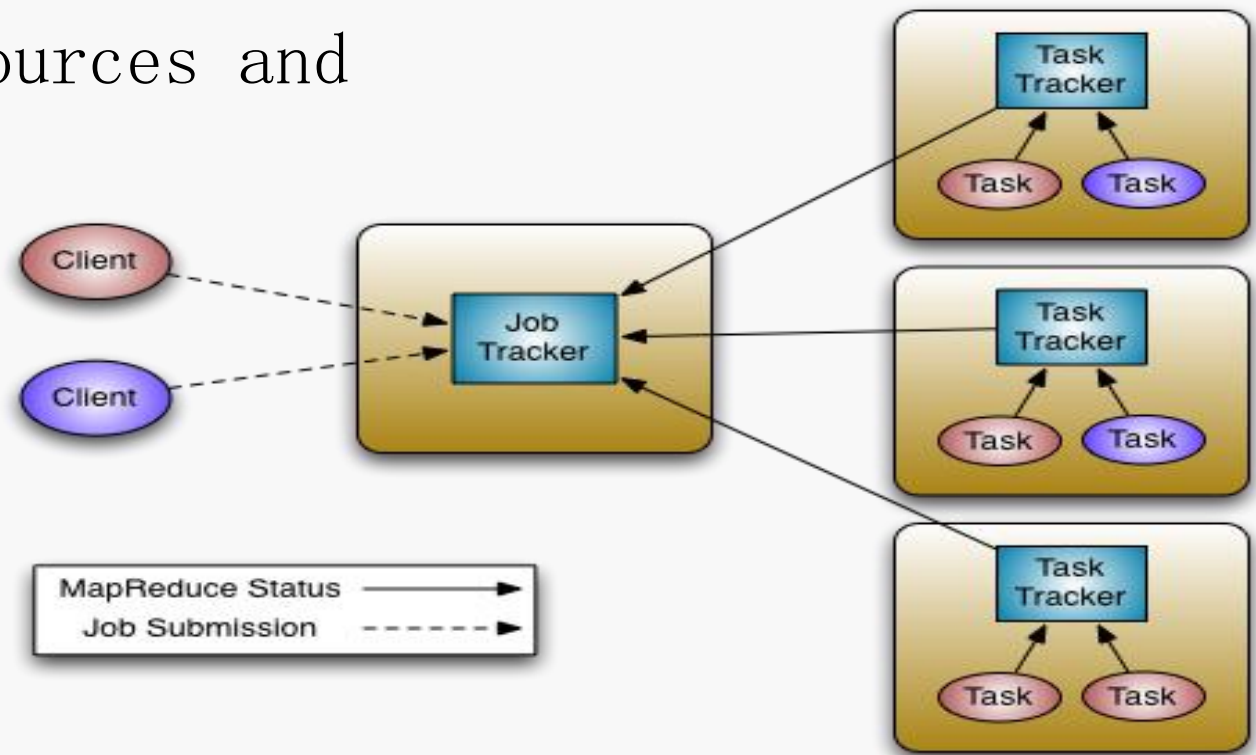 ources and
Client
Client
Job
Tracker
Task
Tracker
Task Task
Task
Tracker
Task Task
Task
Tracker
Task Task
MapReduce Status
Job Submission